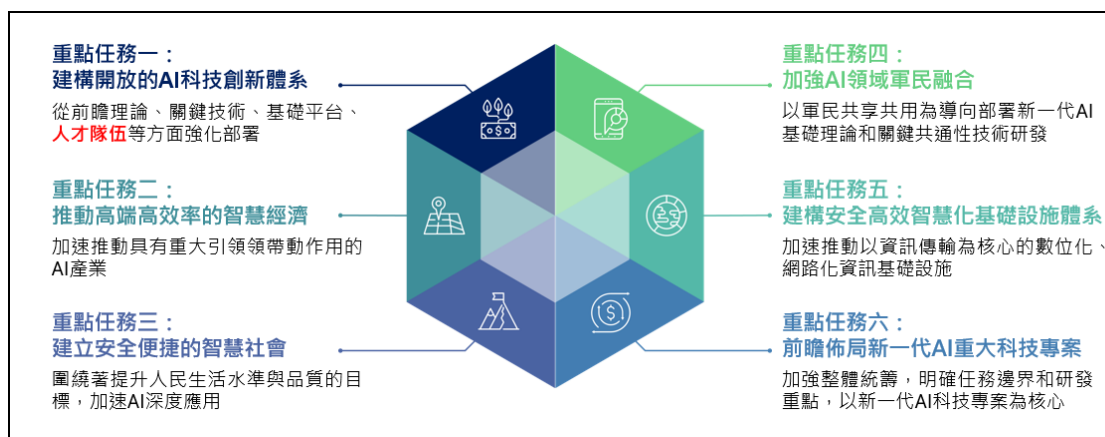 重點任務一：
建構開放的AI科技創新體系
從前瞻理論、關鍵技術、基礎平台、
人才隊伍等方面強化部署
重點任務二：
推動高端高效率的智慧經濟
加速推動具有重大引領領帶動作用的
AI產業
重點任務三：
建立安全便捷的智慧社會
圍繞著提升人民生活水準與品質的目
標，加速AI深度應用
重點任務四：
加強AI領域軍民融合
以軍民共享共用為導向部署新一代AI
基礎理論和關鍵共通性技術研發
重點任務五：
建構安全高效智慧化基礎設施體系
加速推動以資訊傳輸為核心的數位化、
網路化資訊基礎設施
重點任務六：
前瞻佈局新一代AI重大科技專案
加強整體統籌，明確任務邊界和研發
重點，以新一代AI科技專案為核心